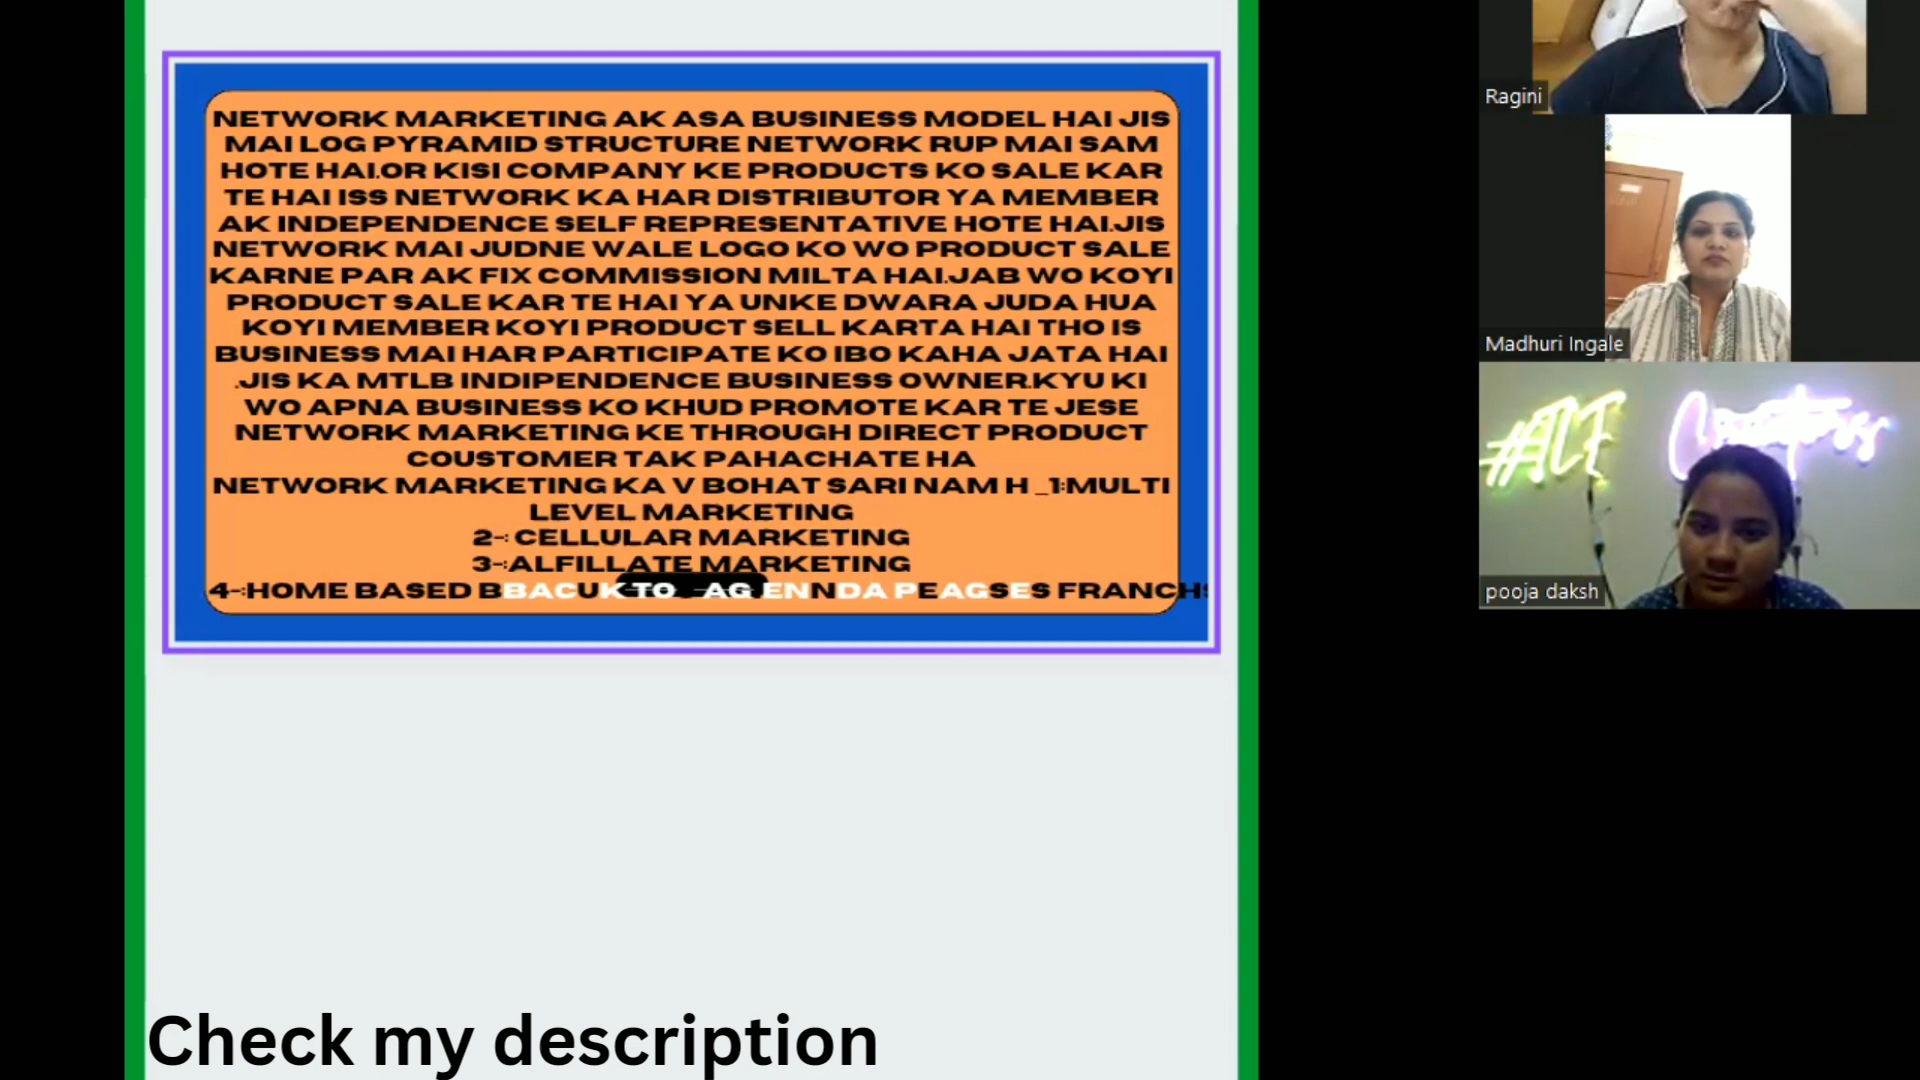 NETWORK MARKETING AK ASA BUSINESS MODEL HAI JIS
MAI LOG PYRAMID STRUCTURE NETWORK RUP MAI SAM
HOTE HAI.OR KISI COMPANY KE PRODUCTS KO SALE KAR
TE HAI ISS NETWORK KA HAR DISTRIBUTOR YA MEMBER
AK INDEPENDENCE SELF REPRESENTATIVE HOTE HAI.JIS
NETWORK MAI JUDNE WALE LOGO KO WO PRODUCT SALE
KARNE PAR AK FIX COMMISSION MILTA HAI.JAB WO KOYI
PRODUCT SALE KAR TE HAI YA UNKE DWARA JUDA HUA
KOYI MEMBER KOYI PRODUCT SELL KARTA HAI THO IS
BUSINESS MAI HAR PARTICIPATE KO IBO KAHA JATA HAI
.JIS KA MTLB INDIPENDENCE BUSINESS OWNER.KYU KI
WO APNA BUSINESS KO KHUD PROMOTE KAR TE JESE
NETWORK MARKETING KE THROUGH DIRECT PRODUCT
COUSTOMER TAK PAHACHATE HA
NETWORK MARKETING KA V BOHAT SARI NAM H _1:MULTI
LEVEL MARKETING
2-: CELLULAR MARKETING
3-:ALFILLATE MARKETING
4-:HOME BASED
Check my description
Ragini
Madhuri Ingale
#ALF
pooja daksh